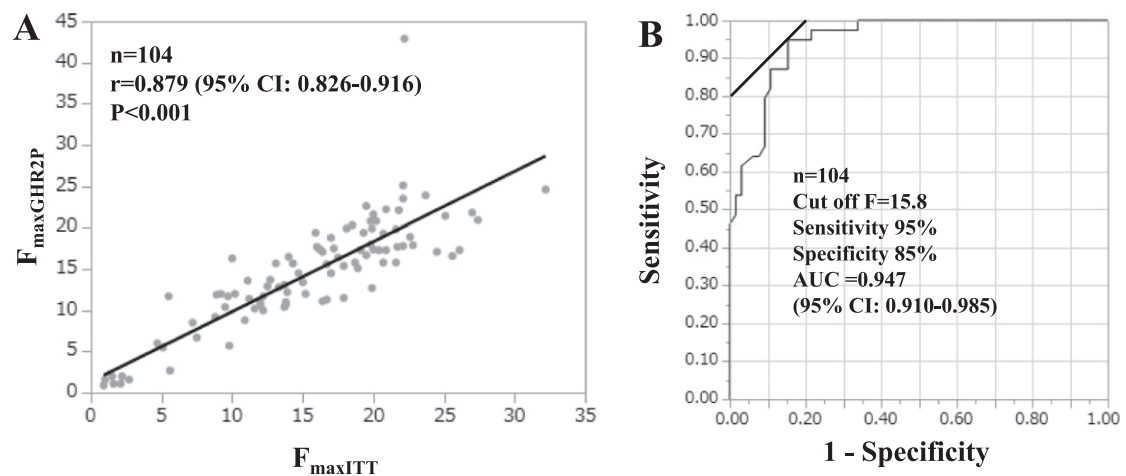 A
n=104
r=0.879 (95% CI: 0.826-0.916)
P<0.001
FmaxGHR2P
45
40
35
30
25
20
15
10
5
0
0 5 10 15 20 25 30 35
FmaxITT
B
Sensitivity
1.00
0.90
0.80
0.70
0.60
0.50
0.40
0.30
0.20
0.10
0.00
n=104
Cut off F=15.8
Sensitivity 95%
Specificity 85%
AUC =0.947
(95% CI: 0.910-0.985)
0.00 0.20 0.40 0.60 0.80 1.00
1 - Specificity